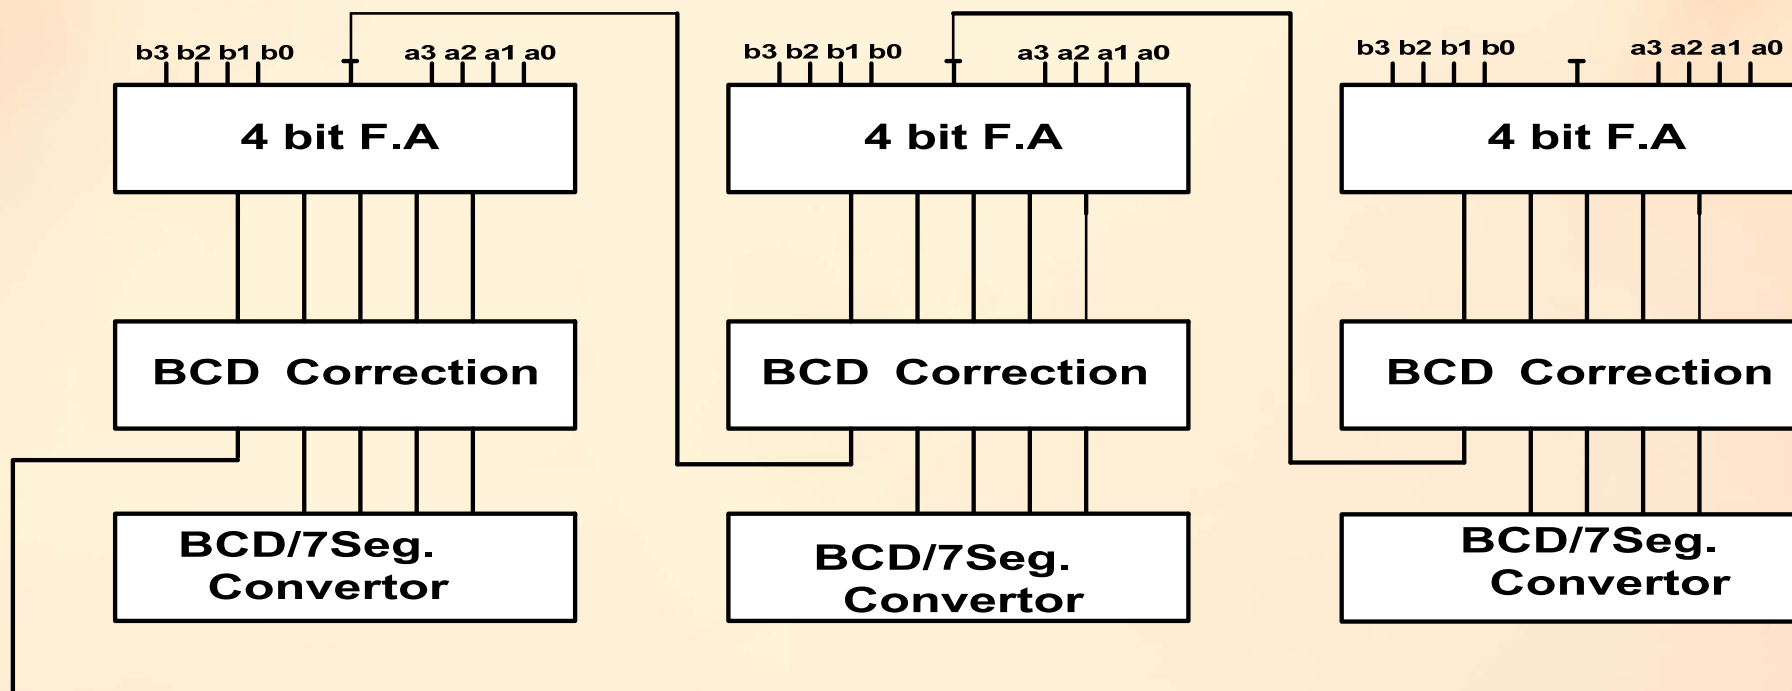 b3 b2 b1 b0
a3 a2 a1 a0
4 bit F.A
BCD Correction
BCD/7Seg.
Convertor
b3 b2 b1 b0
a3 a2 a1 a0
4 bit F.A
BCD Correction
BCD/7Seg.
Convertor
b3 b2 b1 b0
a3 a2 a1 a0
4 bit F.A
BCD Correction
BCD/7Seg.
Convertor